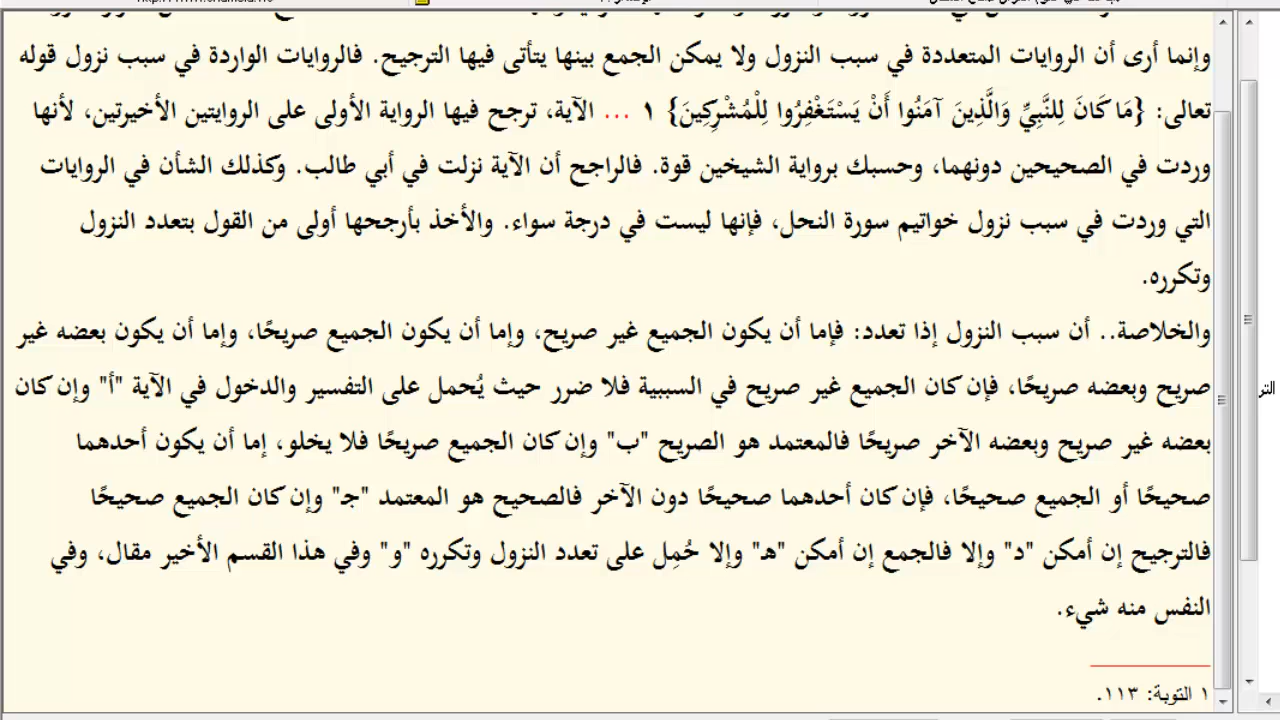 وإنما أرى أن الروايات المتعددة في سبب النزول ولا يمكن الجمع بينها يتأتى فيها الترجيح. فالروايات الواردة في سبب نزول قوله
تعالى: {مَا كَانَ لِلنَّبِيِّ وَالَّذِينَ آمَنُوا أَنْ يَسْتَغْفِرُوا لِلْمُشْرِكِينَ} ١ ... الآية، ترجح فيها الرواية الأولى على الروايتين الأخيرتين، لأنها
وردت في الصحيحين دونهما، وحسبك برواية الشيخين قوة. فالراجح أن الآية نزلت في أبي طالب. وكذلك الشأن في الروايات
التي وردت في سبب نزول خواتيم سورة النحل، فإنها ليست في درجة سواء. والأخذ بأرجحها أولى من القول بتعدد النزول
وتكرره.
والخلاصة.. أن سبب النزول إذا تعدد: فإما أن يكون الجميع غير صريح، وإما أن يكون الجميع صريحًا، وإما أن يكون بعضه غير
صريح وبعضه صريحًا، فإن كان الجميع غير صريح في السببية فلا ضرر حيث يُحمل على التفسير والدخول في الآية "أ" وإن كان
بعضه غير صريح وبعضه الآخر صريحًا فالمعتمد هو الصريح "ب" وإن كان الجميع صريحًا فلا يخلو، إما أن يكون أحدهما
صحيحًا أو الجميع صحيحًا، فإن كان أحدهما صحيحًا دون الآخر فالصحيح هو المعتمد "جـ" وإن كان الجميع صحيحًا
فالترجيح إن أمكن "د" وإلا فالجمع إن أمكن "هـ" وإلا حُمِل على تعدد النزول وتكرره "و" وفي هذا القسم الأخير مقال، وفي
النفس منه شيء.
١ التوبة: ١١٣.